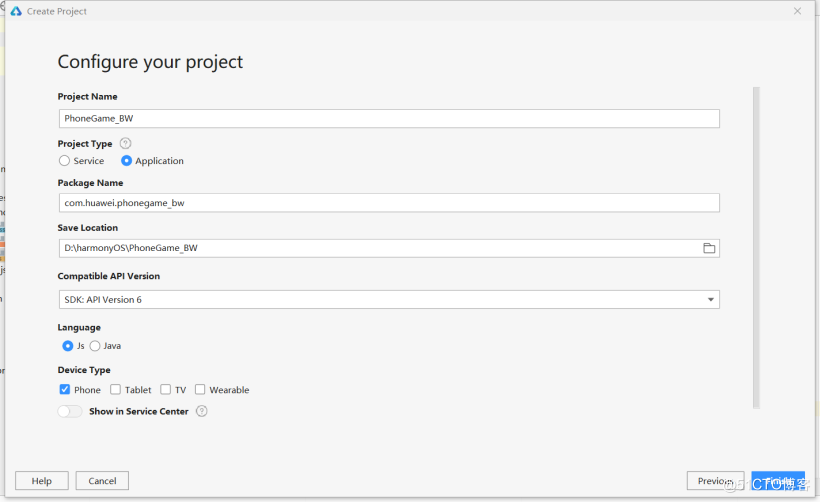 Create Project
Configure your project
Project Name
PhoneGame_BW
Project Type ?
Service Application
Package Name
com.huawei.phonegame_bw
Save Location
D:\harmonyOS\PhoneGame_BW
Compatible API Version
SDK: API Version 6
Language
Js Java
Device Type
Phone Tablet TV Wearable
Show in Service Center ?
Help Cancel
@51CTO博客